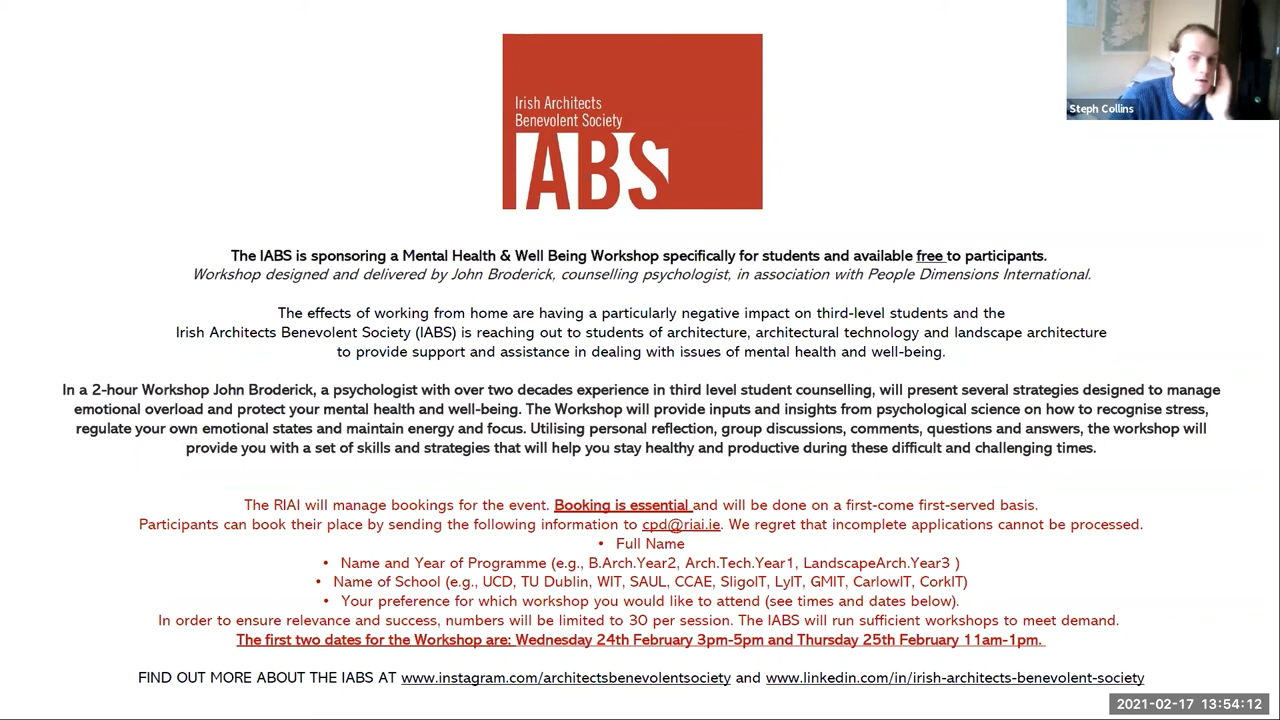 Irish Architects
Benevolent Society
IABS
Steph Collins
The IABS is sponsoring a Mental Health & Well Being Workshop specifically for students and available free to participants.
Workshop designed and delivered by John Broderick, counselling psychologist, in association with People Dimensions International.
The effects of working from home are having a particularly negative impact on third-level students and the
Irish Architects Benevolent Society (IABS) is reaching out to students of architecture, architectural technology and landscape architecture
to provide support and assistance in dealing with issues of mental health and well-being.
In a 2-hour Workshop John Broderick, a psychologist with over two decades experience in third level student counselling, will present several strategies designed to manage
emotional overload and protect your mental health and well-being. The Workshop will provide inputs and insights from psychological science on how to recognise stress,
regulate your own emotional states and maintain energy and focus. Utilising personal reflection, group discussions, comments, questions and answers, the workshop will
provide you with a set of skills and strategies that will help you stay healthy and productive during these difficult and challenging times.
The RIAI will manage bookings for the event. Booking is essential and will be done on a first-come first-served basis.
Participants can book their place by sending the following information to cpd@riai.ie. We regret that incomplete applications cannot be processed.
• Full Name
• Name and Year of Programme (e.g., B.Arch.Year2, Arch.Tech.Year1, LandscapeArch.Year3 )
• Name of School (e.g., UCD, TU Dublin, WIT, SAUL, CCAE, SligoIT, LyIT, GMIT, CarlowIT, CorkIT)
• Your preference for which workshop you would like to attend (see times and dates below).
In order to ensure relevance and success, numbers will be limited to 30 per session. The IABS will run sufficient workshops to meet demand.
The first two dates for the Workshop are: Wednesday 24th February 3pm-5pm and Thursday 25th February 11am-1pm.
FIND OUT MORE ABOUT THE IABS AT www.instagram.com/architectsbenevolentsociety and www.linkedin.com/in/irish-architects-benevolent-society
2021-02-17 13:54:12